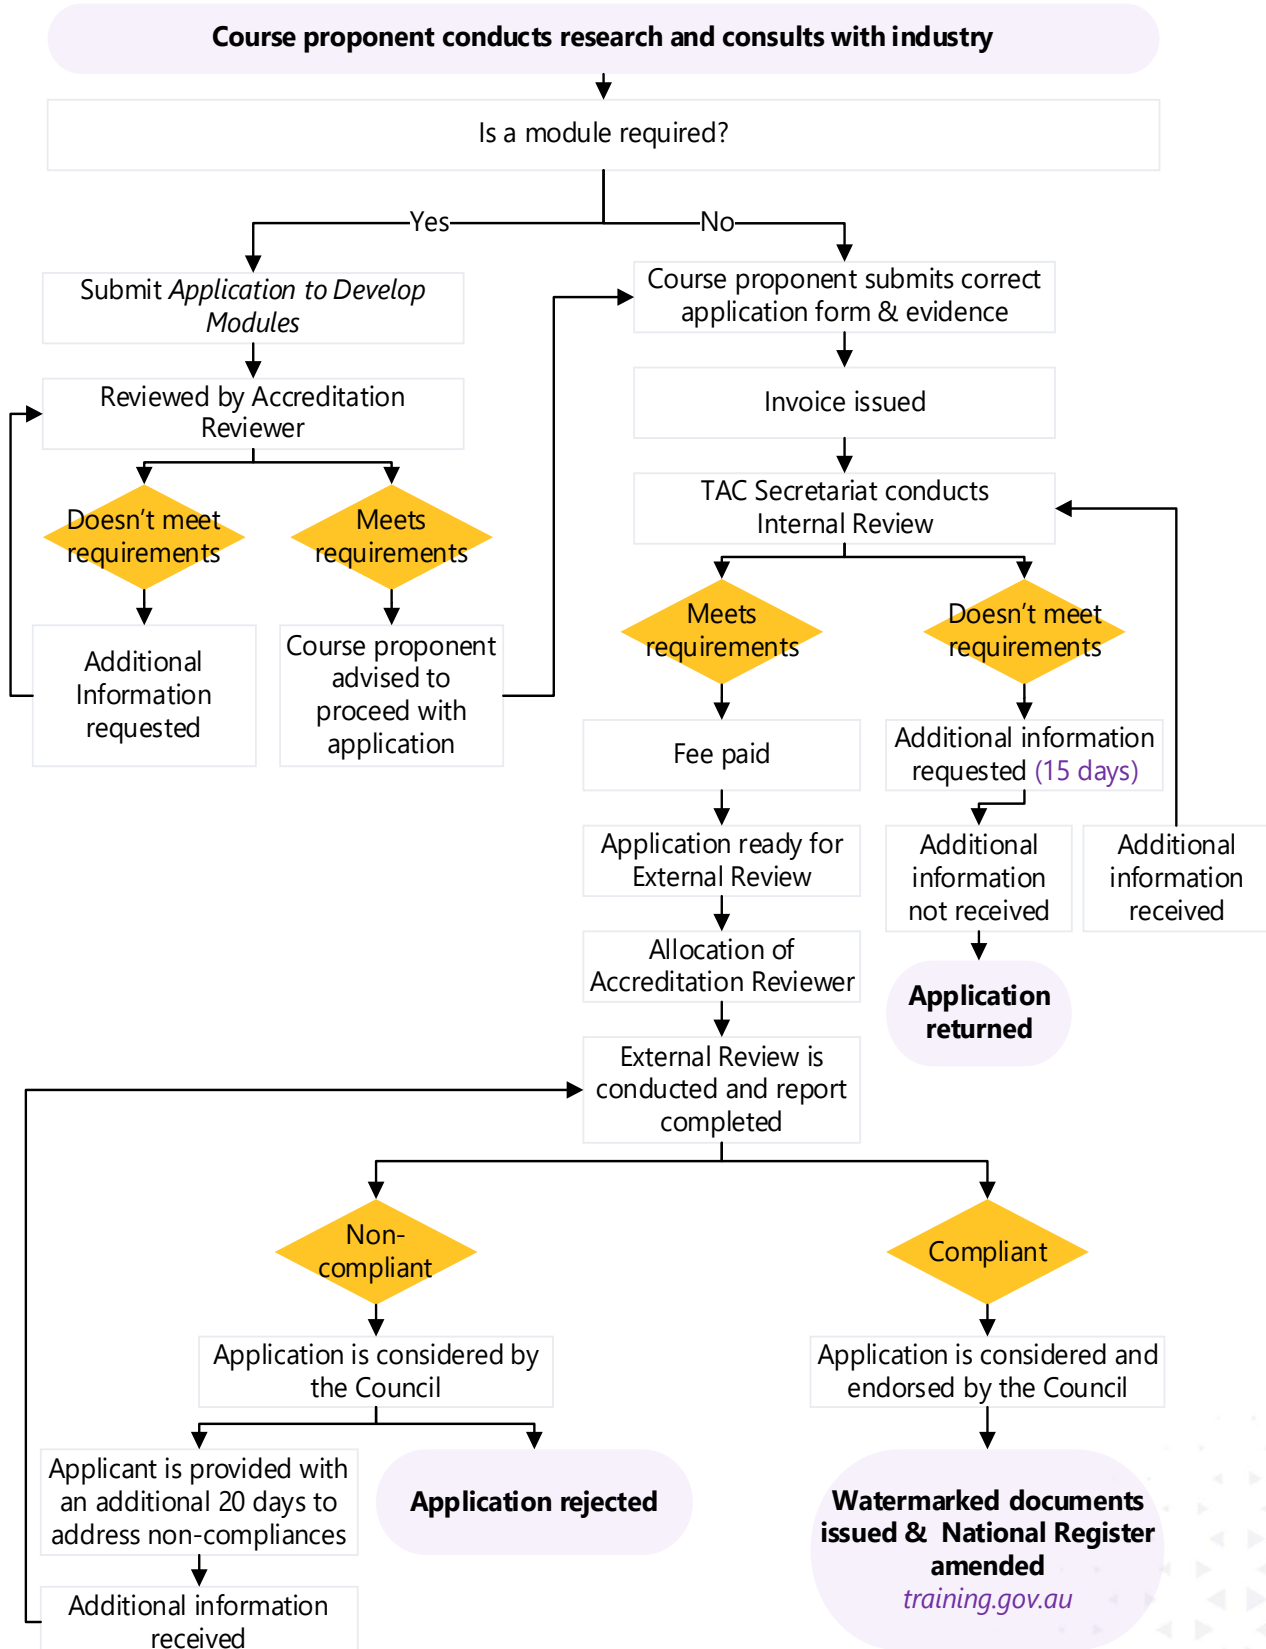 Course proponent conducts research and consults with industry
Is a module required?
Yes
No
Submit Application to Develop
Modules
Course proponent submits correct
application form & evidence
Reviewed by Accreditation
Reviewer
Invoice issued
Doesn't meet
requirements
Meets
requirements
TAC Secretariat conducts
Internal Review
Additional
Information
requested
Course proponent
advised to
proceed with
application
Meets
requirements
Doesn't meet
requirements
Fee paid
Additional information
requested (15 days)
Application ready for
External Review
Additional
information
not received
Additional
information
received
Allocation of
Accreditation Reviewer
Application
returned
External Review is
conducted and report
completed
Non-
compliant
Compliant
Application is considered by
the Council
Application is considered and
endorsed by the Council
Applicant is provided with
an additional 20 days to
address non-compliances
Application rejected
Watermarked documents
issued & National Register
amended
training.gov.au
Additional information
received